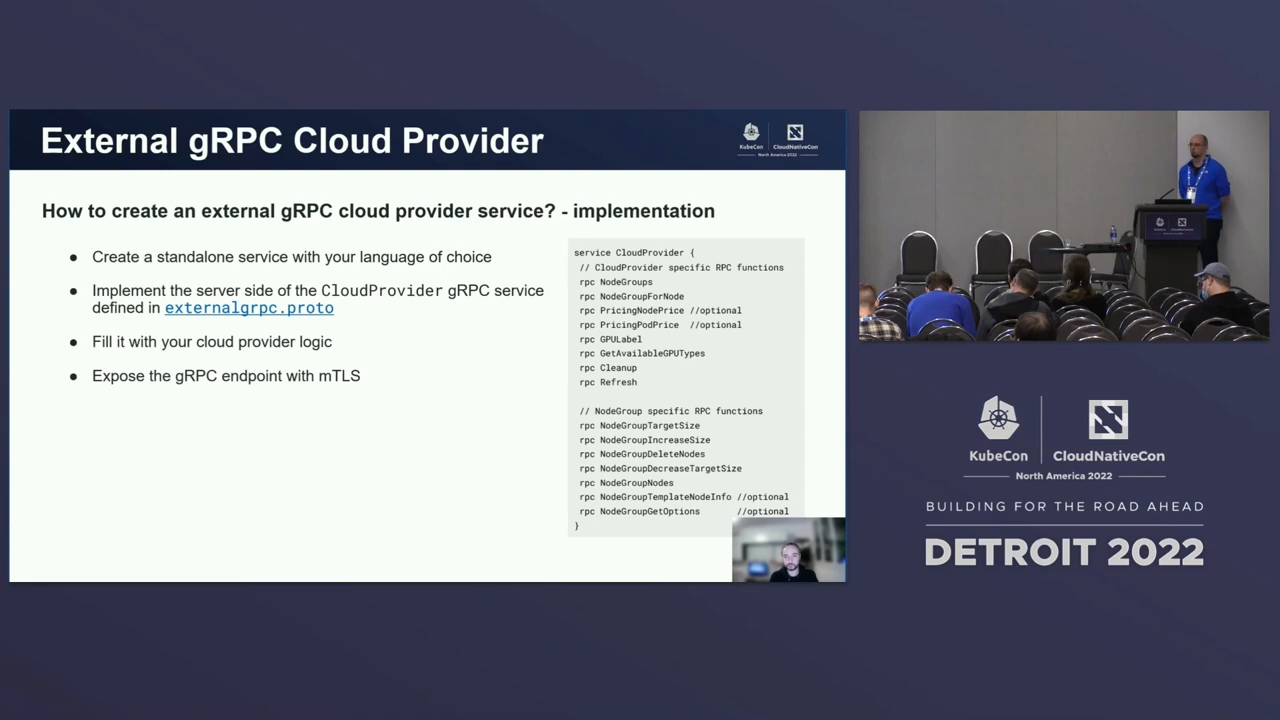 External gRPC Cloud Provider
KubeCon
CloudNativeCon
North America 2022
How to create an external gRPC cloud provider service? - implementation
● Create a standalone service with your language of choice
● Implement the server side of the CloudProvider gRPC service
defined in externalgrpc.proto
● Fill it with your cloud provider logic
● Expose the gRPC endpoint with mTLS
service CloudProvider {
// CloudProvider specific RPC functions
rpc NodeGroups
rpc NodeGroupForNode
rpc PricingNodePrice //optional
rpc PricingPodPrice //optional
rpc GPULabel
rpc GetAvailableGPUTypes
rpc Cleanup
rpc Refresh
// NodeGroup specific RPC functions
rpc NodeGroupTargetSize
rpc NodeGroupIncreaseSize
rpc NodeGroupDeleteNodes
rpc NodeGroupDecreaseTargetSize
rpc NodeGroupNodes
rpc NodeGroupTemplateNodeInfo //optional
rpc NodeGroupGetOptions //optional
}
KubeCon
CloudNativeCon
North America 2022
BUILDING FOR THE ROAD AHEAD
DETROIT 2022